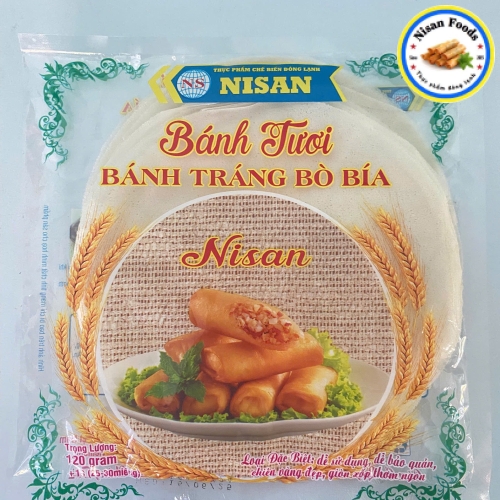 Nisan Foods
Thực phẩm đông lạnh
THỰC PHẨM CHẾ BIẾN ĐÔNG LẠNH
NS
NISAN
Bánh Tươi
BÁNH TRÁNG BÒ BÍA
Nisan
Trọng Lượng:
120 gram
Loại Đặc Biệt: dễ sử dụng, dễ bảo quản,
chiên vàng đẹp, giòn xốp thơm ngon